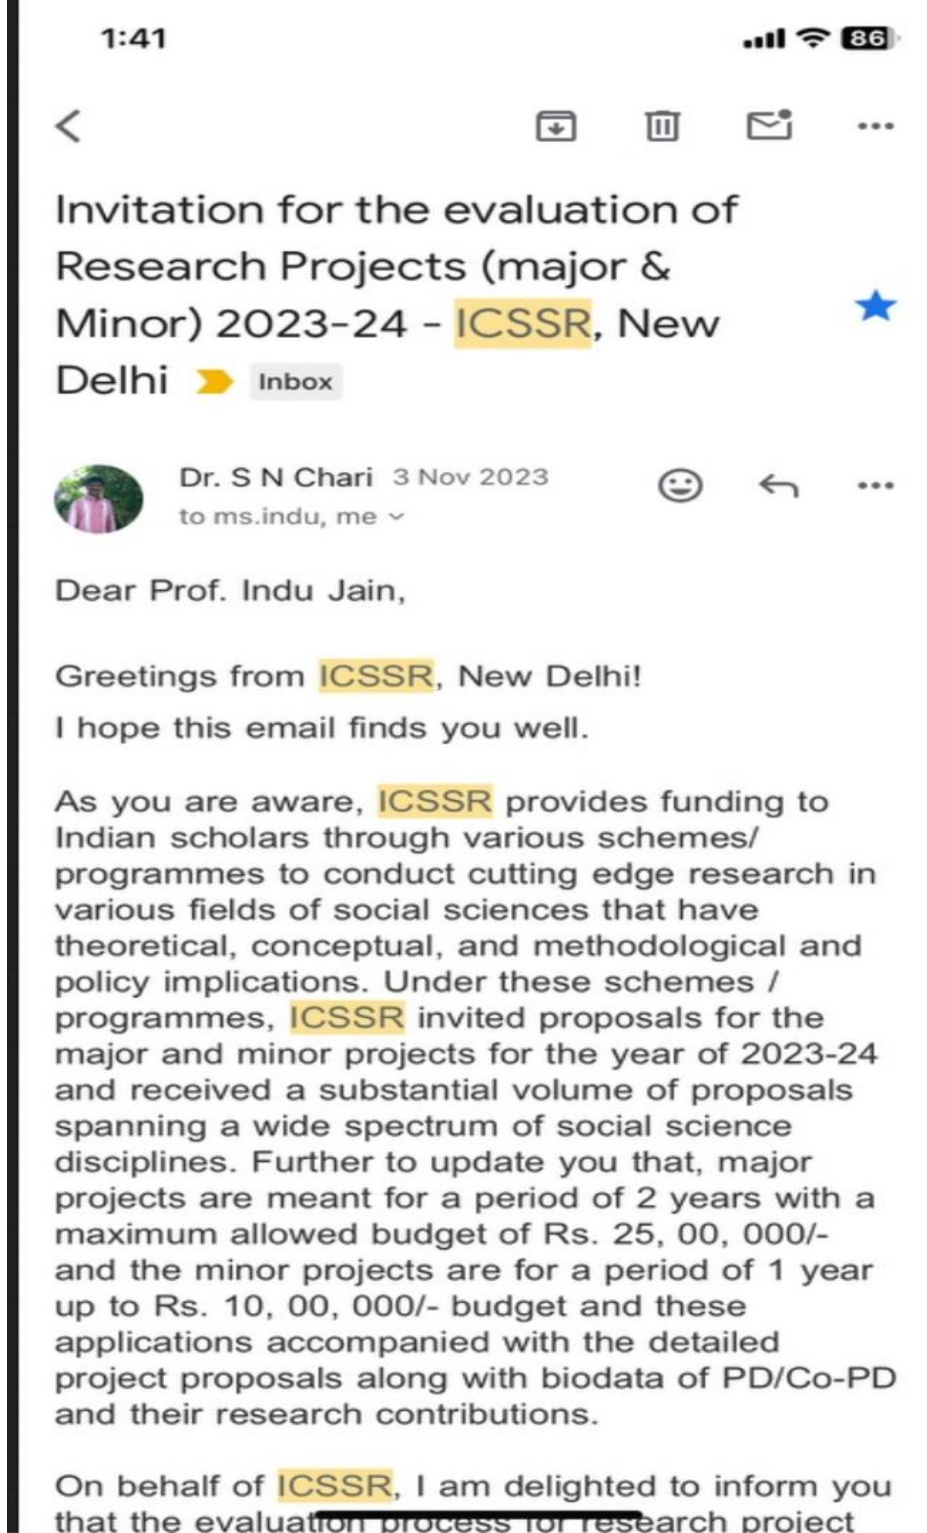 1:41
86
Invitation for the evaluation of
Research Projects (major &
Minor) 2023-24 - ICSSR, New
Delhi Inbox
Dr. S N Chari 3 Nov 2023
to ms.indu, me
Dear Prof. Indu Jain,
Greetings from ICSSR, New Delhi!
I hope this email finds you well.
As you are aware, ICSSR provides funding to
Indian scholars through various schemes/
programmes to conduct cutting edge research in
various fields of social sciences that have
theoretical, conceptual, and methodological and
policy implications. Under these schemes /
programmes, ICSSR invited proposals for the
major and minor projects for the year of 2023-24
and received a substantial volume of proposals
spanning a wide spectrum of social science
disciplines. Further to update you that, major
projects are meant for a period of 2 years with a
maximum allowed budget of Rs. 25, 00, 000/-
and the minor projects are for a period of 1 year
up to Rs. 10, 00, 000/- budget and these
applications accompanied with the detailed
project proposals along with biodata of PD/Co-PD
and their research contributions.
On behalf of ICSSR, I am delighted to inform you
that the evaluation process for research project